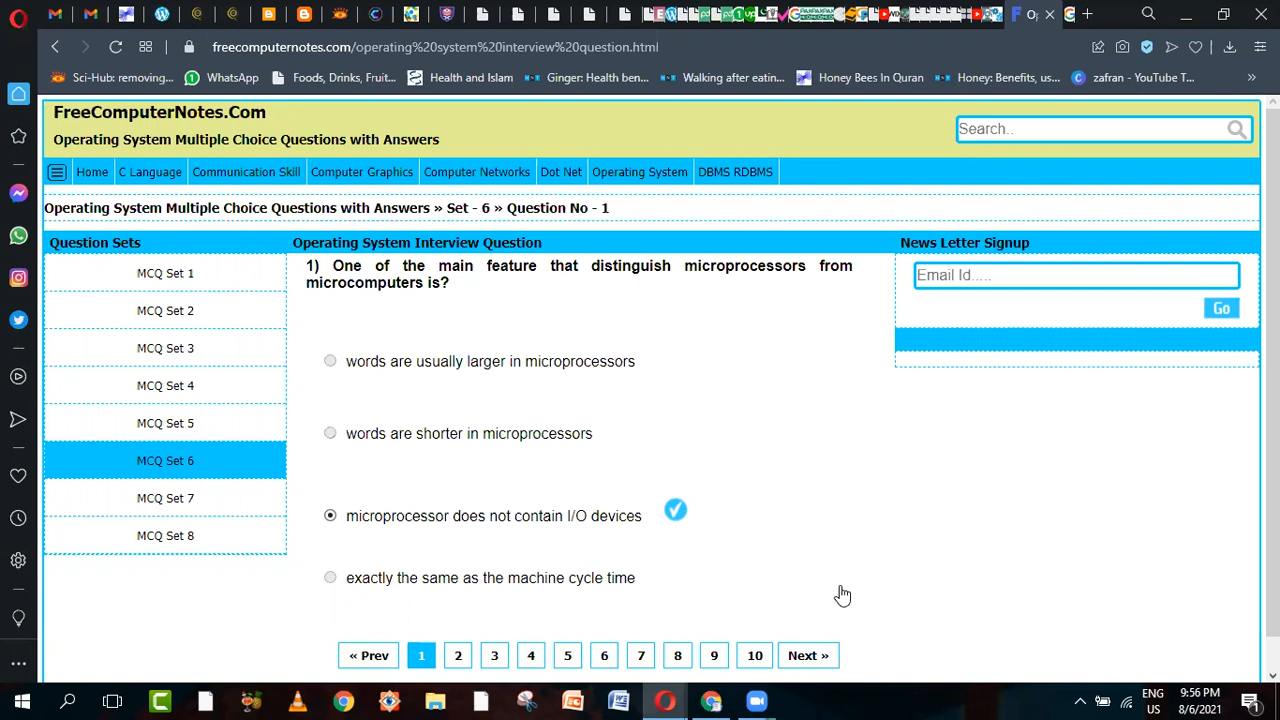 freecomputernotes.com/operating%20system%20interview%20question.html
Sci-Hub: removing...
WhatsApp
Foods, Drinks, Fruit...
Health and Islam
Ginger: Health ben...
Walking after eatin...
Honey Bees In Quran
Honey: Benefits, us...
zafran - YouTube T...
FreeComputerNotes.Com
Operating System Multiple Choice Questions with Answers
Search..
Home
C Language
Communication Skill
Computer Graphics
Computer Networks
Dot Net
Operating System
DBMS RDBMS
Operating System Multiple Choice Questions with Answers » Set - 6 » Question No - 1
Question Sets
MCQ Set 1
MCQ Set 2
MCQ Set 3
MCQ Set 4
MCQ Set 5
MCQ Set 6
MCQ Set 7
MCQ Set 8
Operating System Interview Question
1) One of the main feature that distinguish microprocessors from
microcomputers is?
words are usually larger in microprocessors
words are shorter in microprocessors
microprocessor does not contain I/O devices
exactly the same as the machine cycle time
« Prev
1
2
3
4
5
6
7
8
9
10
Next »
News Letter Signup
Email Id.....
Go
ENG
US
9:56 PM
8/6/2021